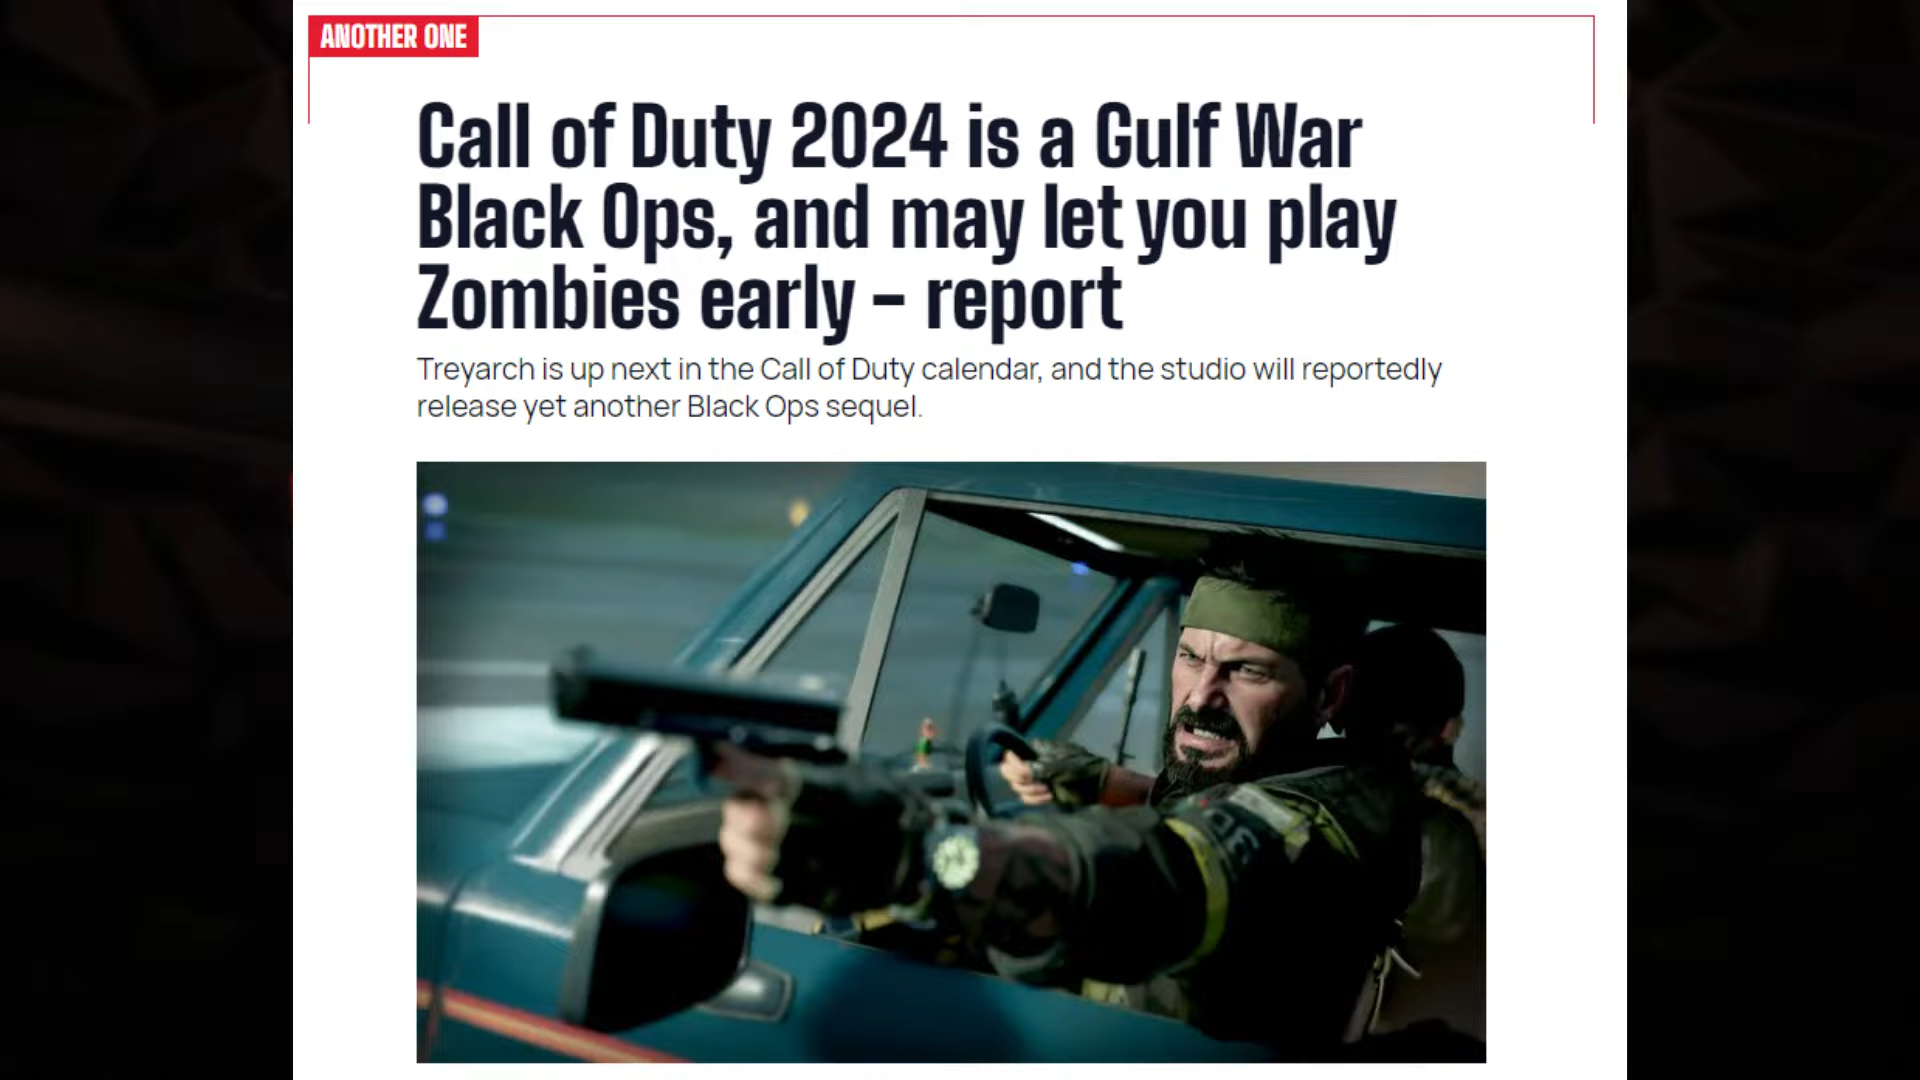 ANOTHER ONE
Call of Duty 2024 is a Gulf War
Black Ops, and may let you play
Zombies early – report
Treyarch is up next in the Call of Duty calendar, and the studio will reportedly
release yet another Black Ops sequel.